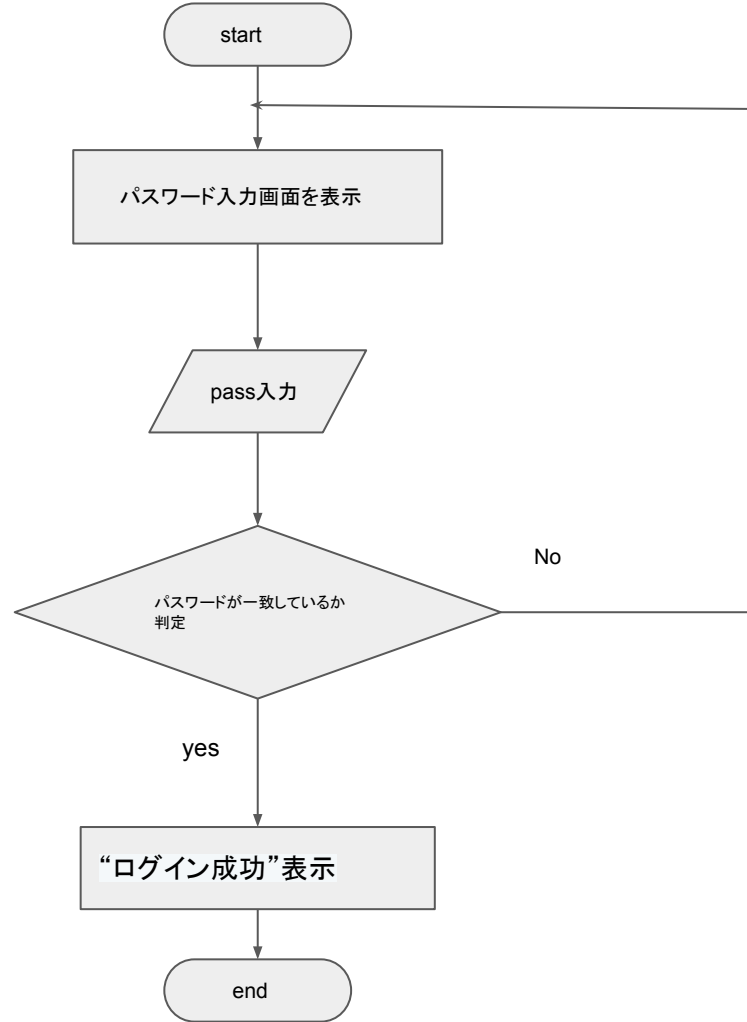 start
パスワード入力画面を表示
pass入力
パスワードが一致しているか
判定
No
yes
“ログイン成功”表示
end